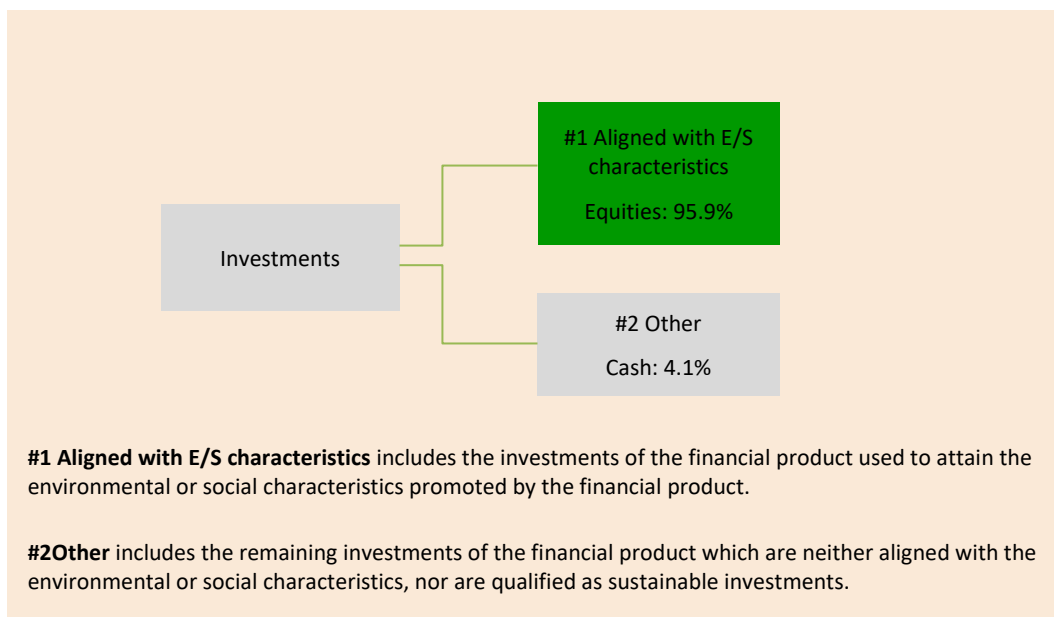 #1 Aligned with E/S
characteristics
Equities: 95.9%
Investments
#2 Other
Cash: 4.1%
#1 Aligned with E/S characteristics includes the investments of the financial product used to attain the
environmental or social characteristics promoted by the financial product.
#2Other includes the remaining investments of the financial product which are neither aligned with the
environmental or social characteristics, nor are qualified as sustainable investments.